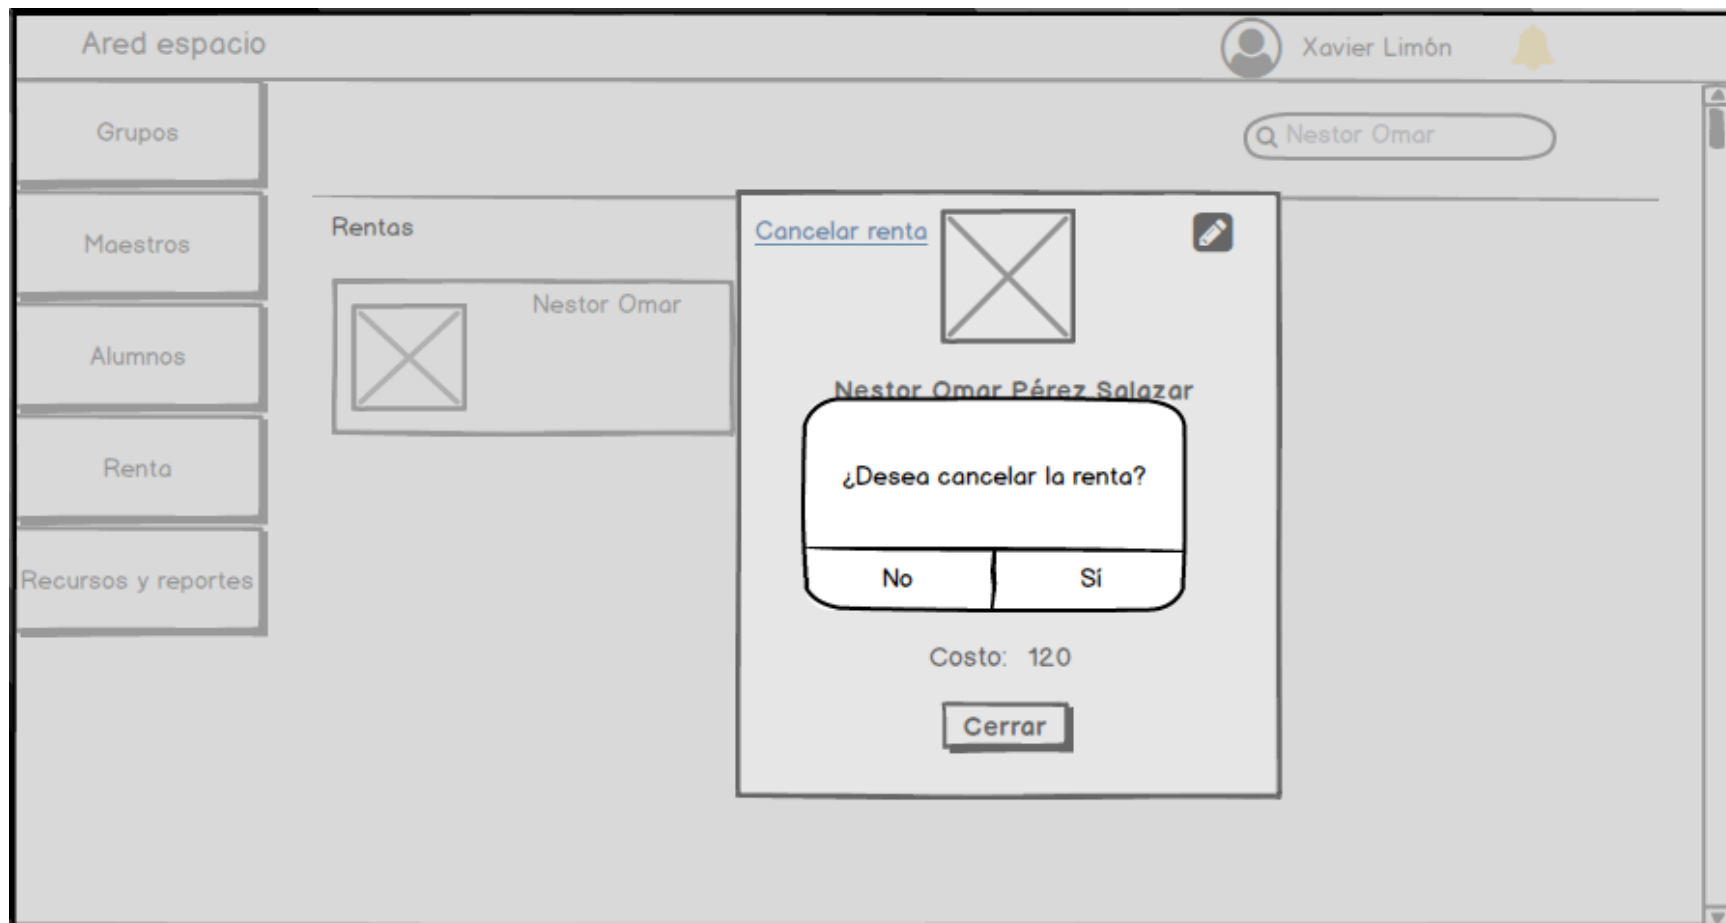 Ared espacio
Xavier Limón
Grupos
Nestor Omar
Maestros
Rentas
Cancelar renta
Nestor Omar
Alumnos
Nestor Omar Pérez Salazar
Renta
¿Desea cancelar la renta?
No
Sí
Recursos y reportes
Costo: 120
Cerrar